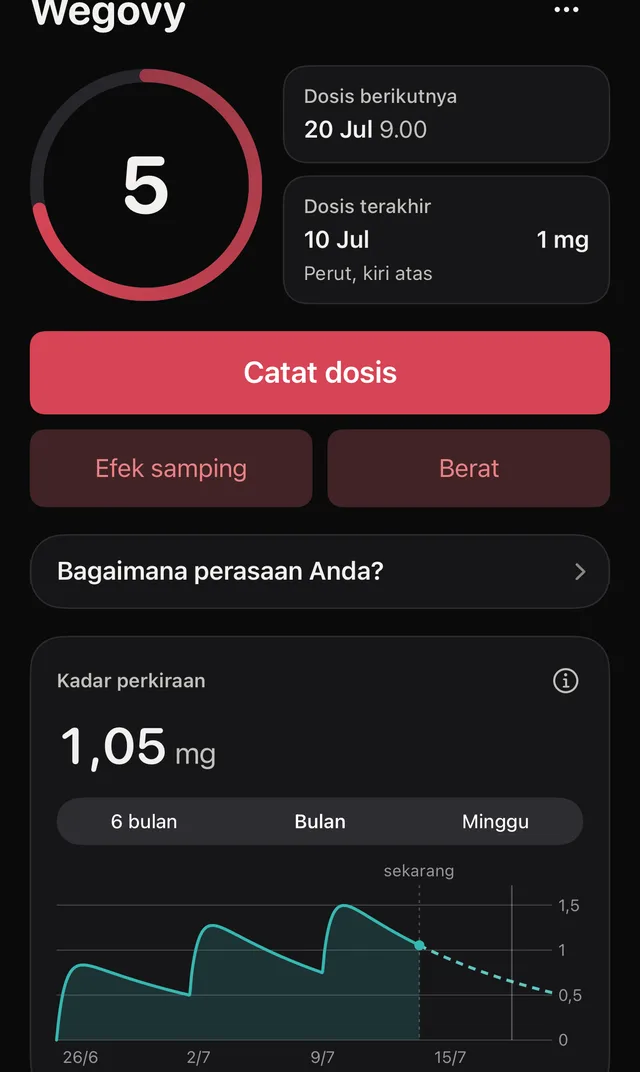 Wegovy
5
Dosis berikutnya
20 Jul 9.00
Dosis terakhir
10 Jul 1 mg
Perut, kiri atas
Catat dosis
Efek samping
Berat
Bagaimana perasaan Anda?
Kadar perkiraan
1,05 mg
6 bulan Bulan Minggu
sekarang
1,5
1
0,5
0
26/6 2/7 9/7 15/7